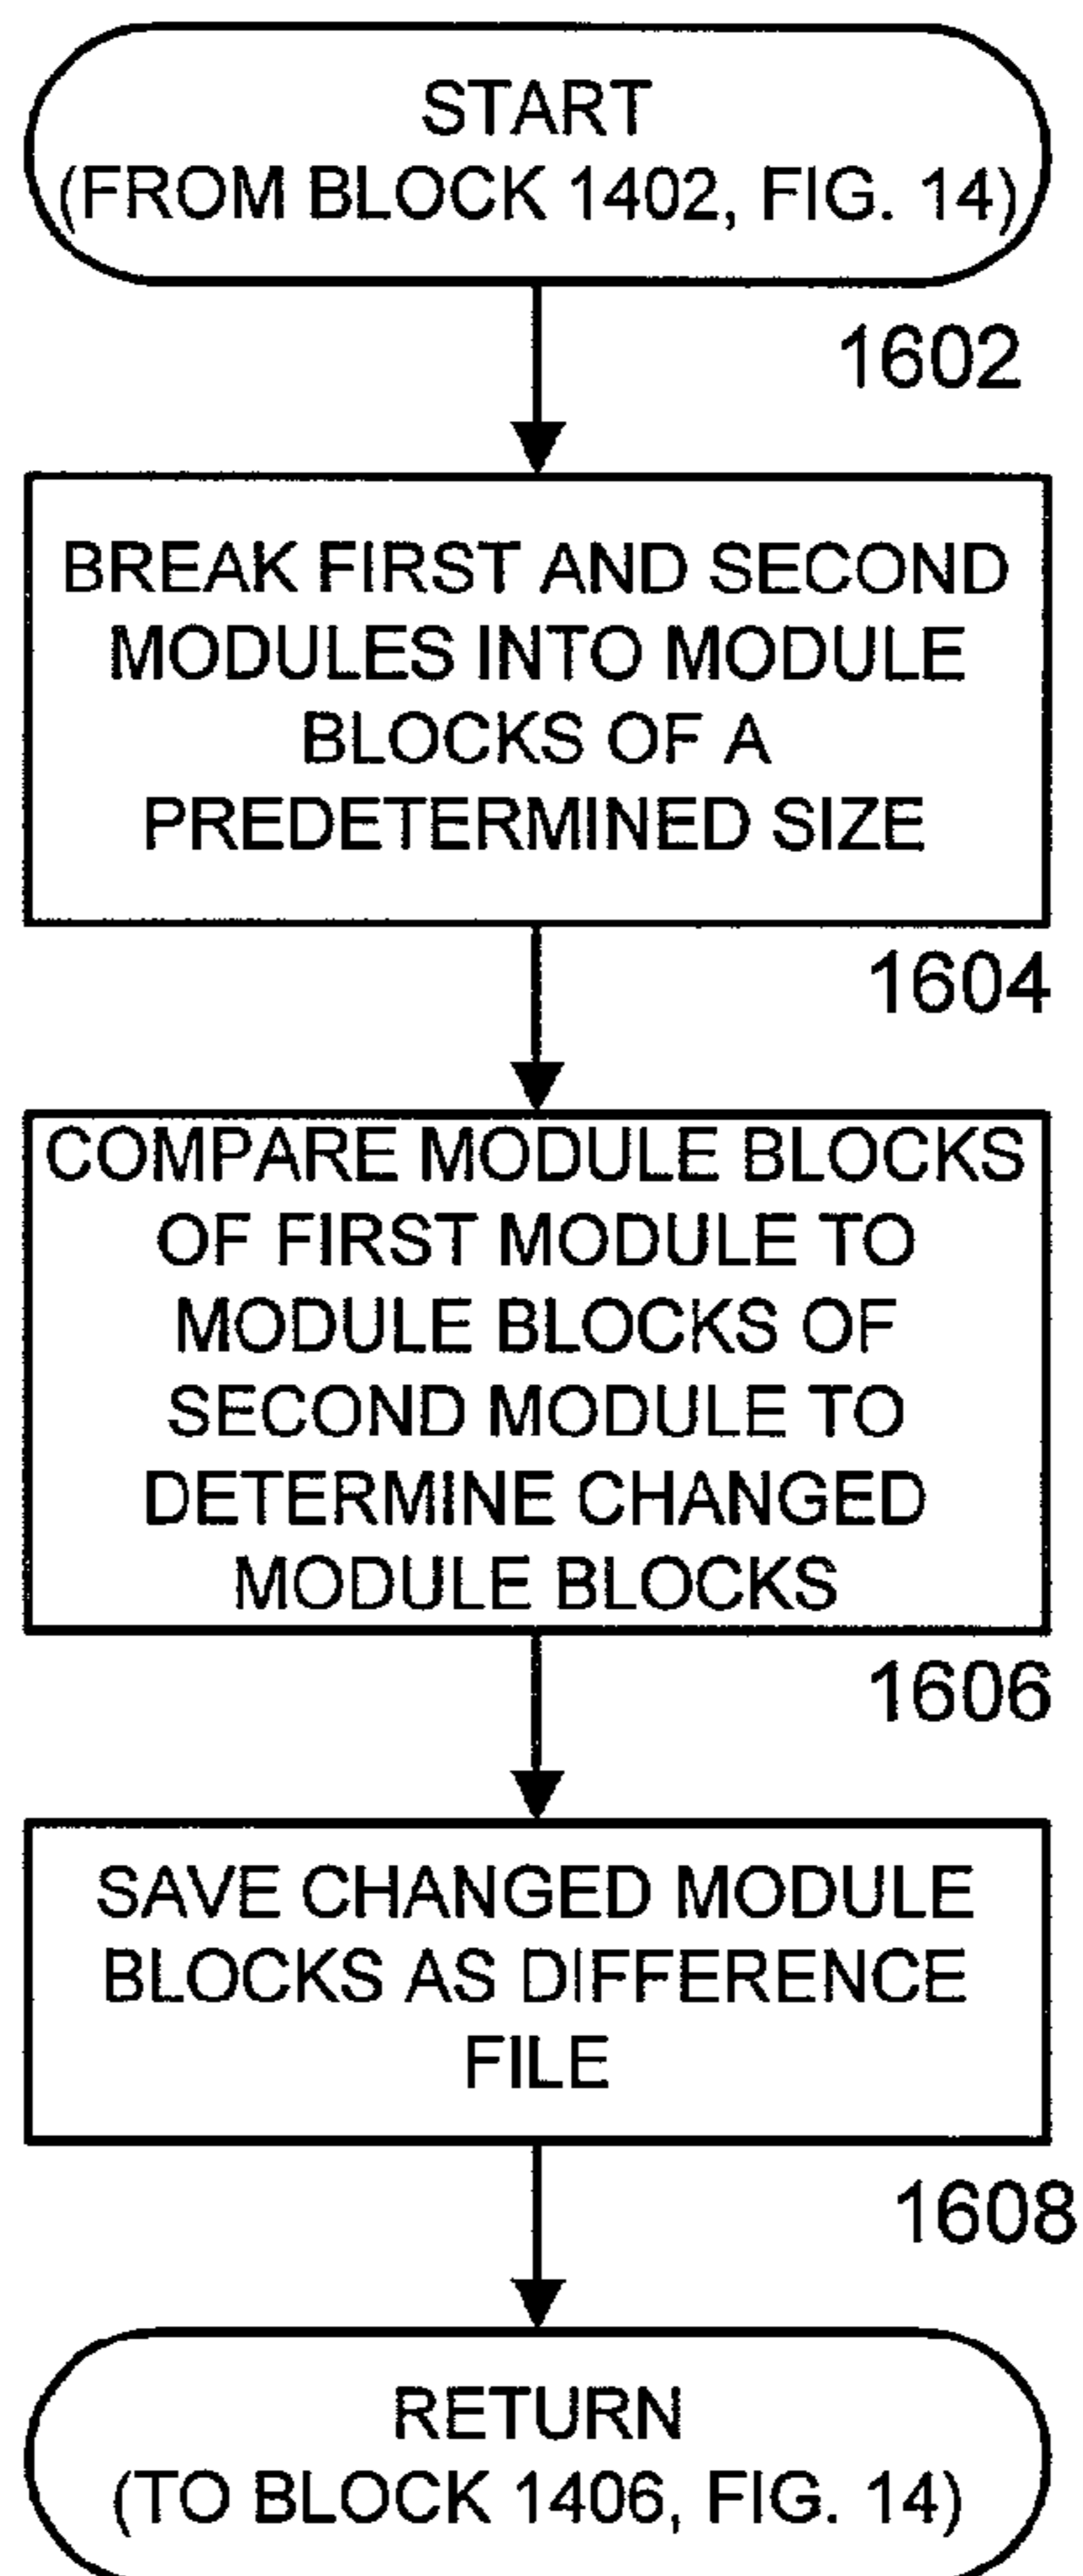 START
(FROM BLOCK 1402, FIG. 14)
1602
BREAK FIRST AND SECOND
MODULES INTO MODULE
BLOCKS OF A
PREDETERMINED SIZE
1604
COMPARE MODULE BLOCKS
OF FIRST MODULE TO
MODULE BLOCKS OF
SECOND MODULE TO
DETERMINE CHANGED
MODULE BLOCKS
1606
SAVE CHANGED MODULE
BLOCKS AS DIFFERENCE
FILE
1608
RETURN
(TO BLOCK 1406, FIG. 14)